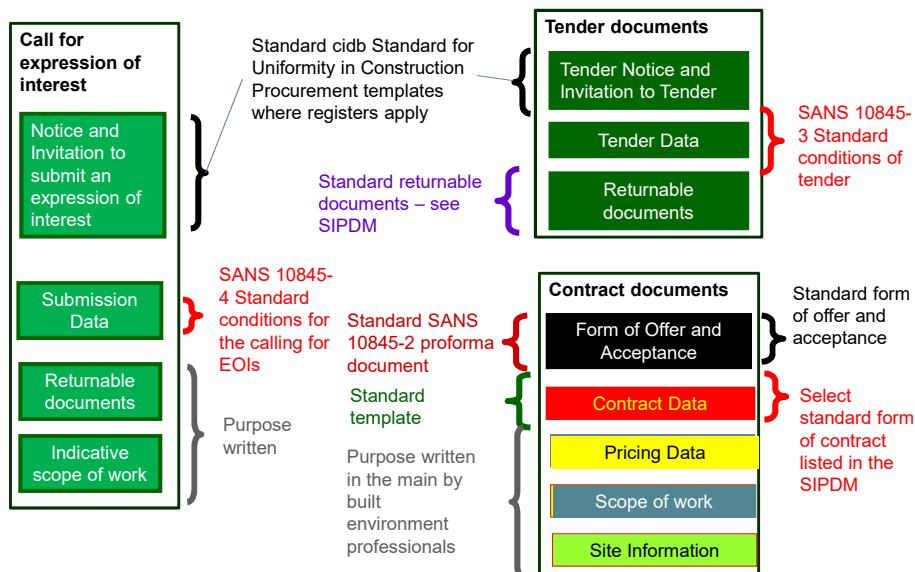 Call for
expression of
interest
Notice and
Invitation to
submit an
expression of
interest
Submission
Data
Returnable
documents
Indicative
scope of work
Standard cidb Standard for
Uniformity in Construction
Procurement templates
where registers apply
SANS 10845-
4 Standard
conditions for
the calling for
EOIs
Purpose
written
Tender documents
Tender Notice and
Invitation to Tender
Tender Data
Returnable
documents
Standard returnable
documents – see
SIPDM
SANS 10845-
3 Standard
conditions of
tender
Contract documents
Form of Offer and
Acceptance
Contract Data
Pricing Data
Scope of work
Site Information
Standard SANS
10845-2 proforma
document
Standard
template
Purpose written
in the main by
built
environment
professionals
Standard form
of offer and
acceptance
Select
standard form
of contract
listed in the
SIPDM